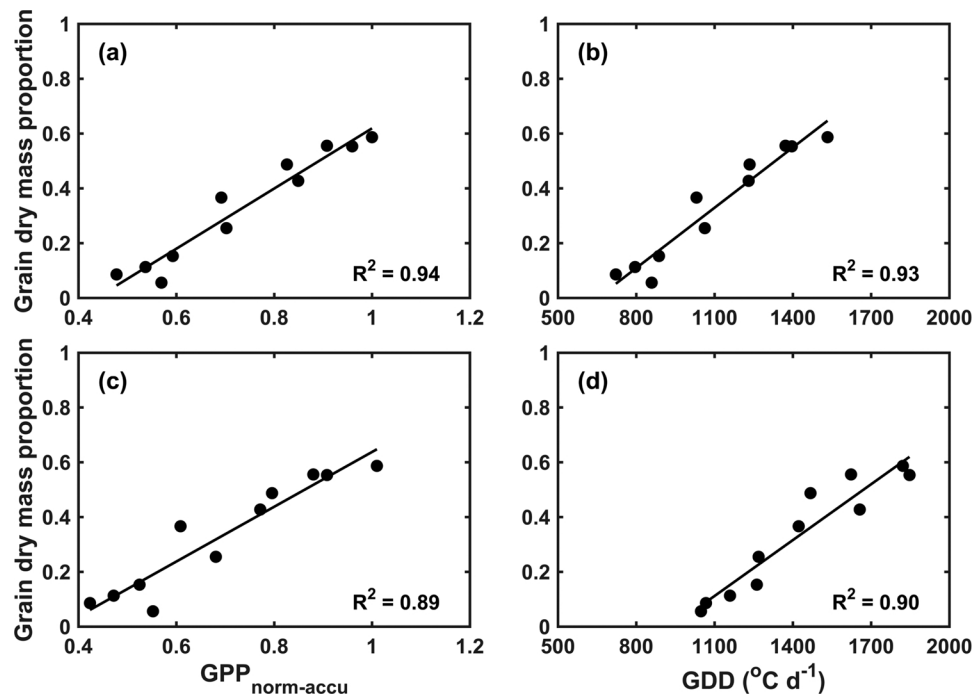 Grain dry mass proportion
1
0.8
0.6
0.4
0.2
0
(a)
R² = 0.94
0.4 0.6 0.8 1 1.2
1
0.8
0.6
0.4
0.2
0
(b)
R² = 0.93
500 800 1100 1400 1700 2000
Grain dry mass proportion
1
0.8
0.6
0.4
0.2
0
(c)
R² = 0.89
0.4 0.6 0.8 1 1.2
GPP norm-accu
1
0.8
0.6
0.4
0.2
0
(d)
R² = 0.90
500 800 1100 1400 1700 2000
GDD (°C d⁻¹)